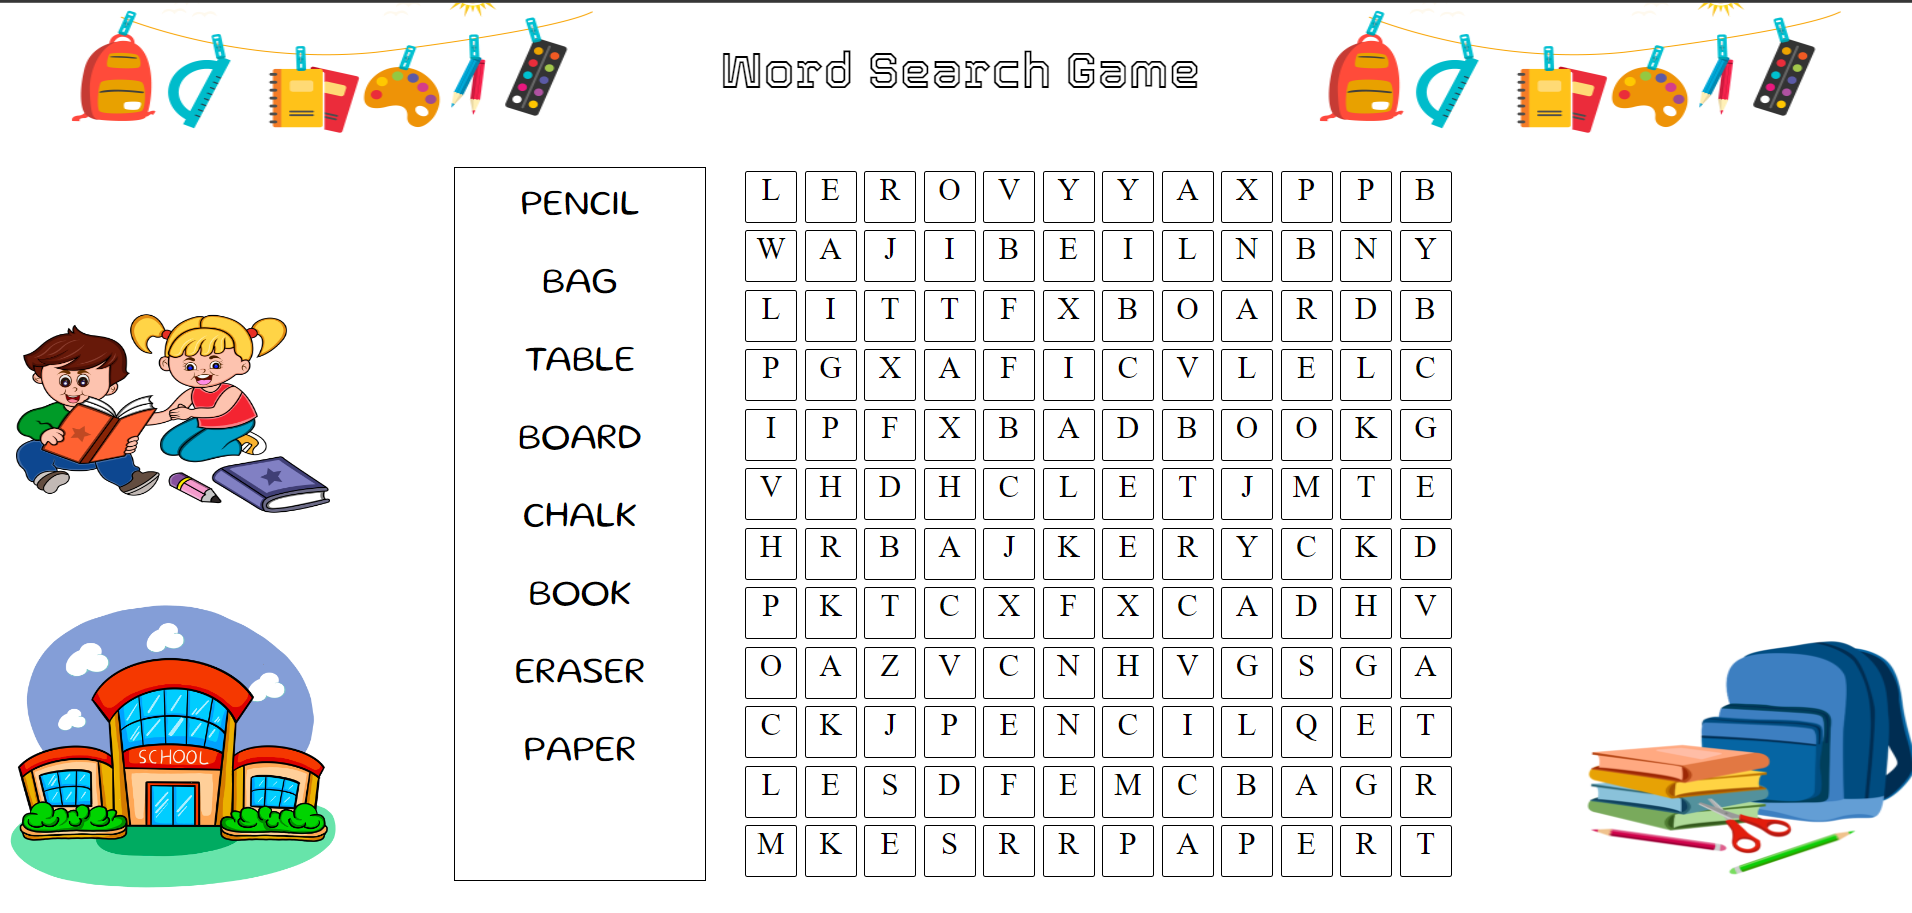 Word Search Game
PENCIL
BAG
TABLE
BOARD
CHALK
BOOK
ERASER
PAPER
L E R O V Y Y A X P P B
W A J I B E I L N B N Y
L I T T F X B O A R D B
P G X A F I C V L E L C
I P F X B A D B O O K G
V H D H C L E T J M T E
H R B A J K E R Y C K D
P K T C X F X C A D H V
O A Z V C N H V G S G A
C K J P E N C I L Q E T
L E S D F E M C B A G R
M K E S R R P A P E R T
SCHOOL